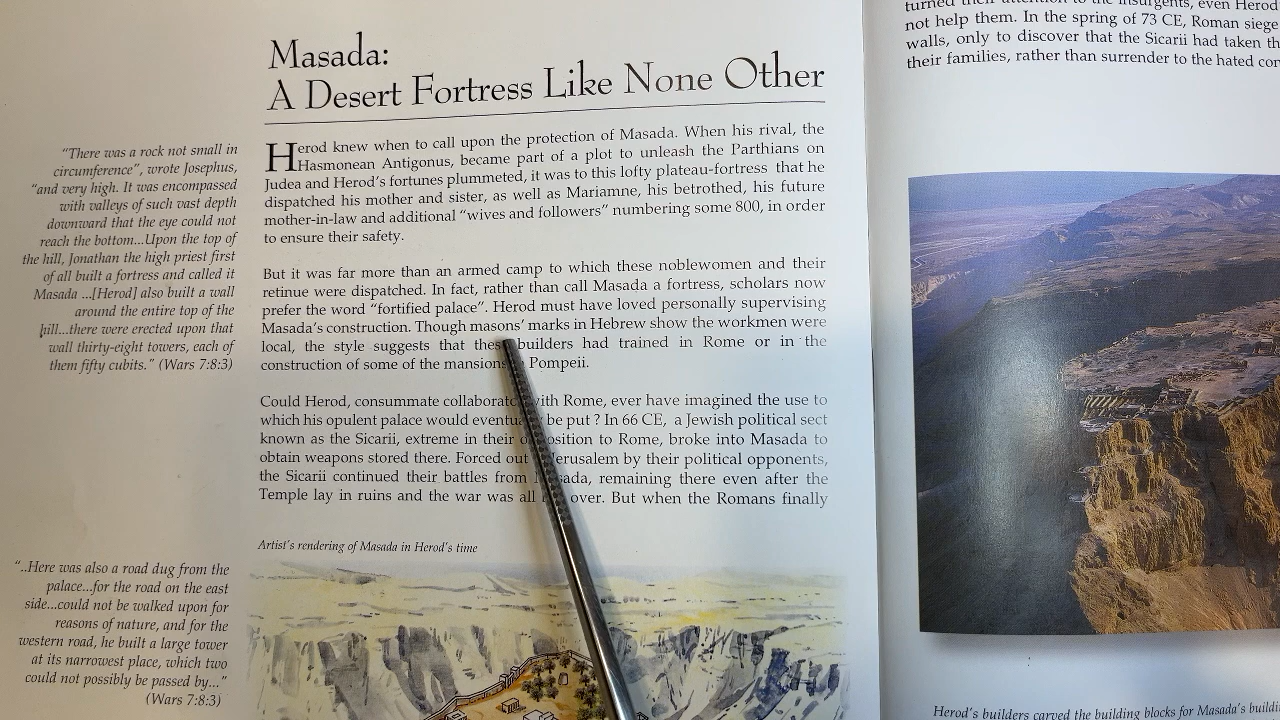 Masada:
A Desert Fortress Like None Other
Herod knew when to call upon the protection of Masada. When his rival, the
Hasmonean Antigonus, became part of a plot to unleash the Parthians on
Judea and Herod's fortunes plummeted, it was to this lofty plateau-fortress that he
dispatched his mother and sister, as well as Mariamne, his betrothed, his future
mother-in-law and additional "wives and followers" numbering some 800, in order
to ensure their safety.
But it was far more than an armed camp to which these noblewomen and their
retinue were dispatched. In fact, rather than call Masada a fortress, scholars now
prefer the word "fortified palace". Herod must have loved personally supervising
Masada's construction. Though masons' marks in Hebrew show the workmen were
local, the style suggests that thes builders had trained in Rome or in the
construction of some of the mansions Pompeii.
Could Herod, consummate collaborat with Rome, ever have imagined the use to
which his opulent palace would eventua be put ? In 66 CE, a Jewish political sect
known as the Sicarii, extreme in their o position to Rome, broke into Masada to
obtain weapons stored there. Forced out Jerusalem by their political opponents,
the Sicarii continued their battles from M sada, remaining there even after the
Temple lay in ruins and the war was all over. But when the Romans finally
Artist's rendering of Masada in Herod's time
"There was a rock not small in
circumference", wrote Josephus,
"and very high. It was encompassed
with valleys of such vast depth
downward that the eye could not
reach the bottom...Upon the top of
the hill, Jonathan the high priest first
of all built a fortress and called it
Masada ...[Herod] also built a wall
around the entire top of the
hill...there were erected upon that
wall thirty-eight towers, each of
them fifty cubits." (Wars 7:8:3)
"..Here was also a road dug from the
palace...for the road on the east
side...could not be walked upon for
reasons of nature, and for the
western road, he built a large tower
at its narrowest place, which two
could not possibly be passed by..."
(Wars 7:8:3)
turned their attention to the insurgents, even Herod
not help them. In the spring of 73 CE, Roman siege
walls, only to discover that the Sicarii had taken th
their families, rather than surrender to the hated con
Herod's builders carved the building blocks for Masada's buildi